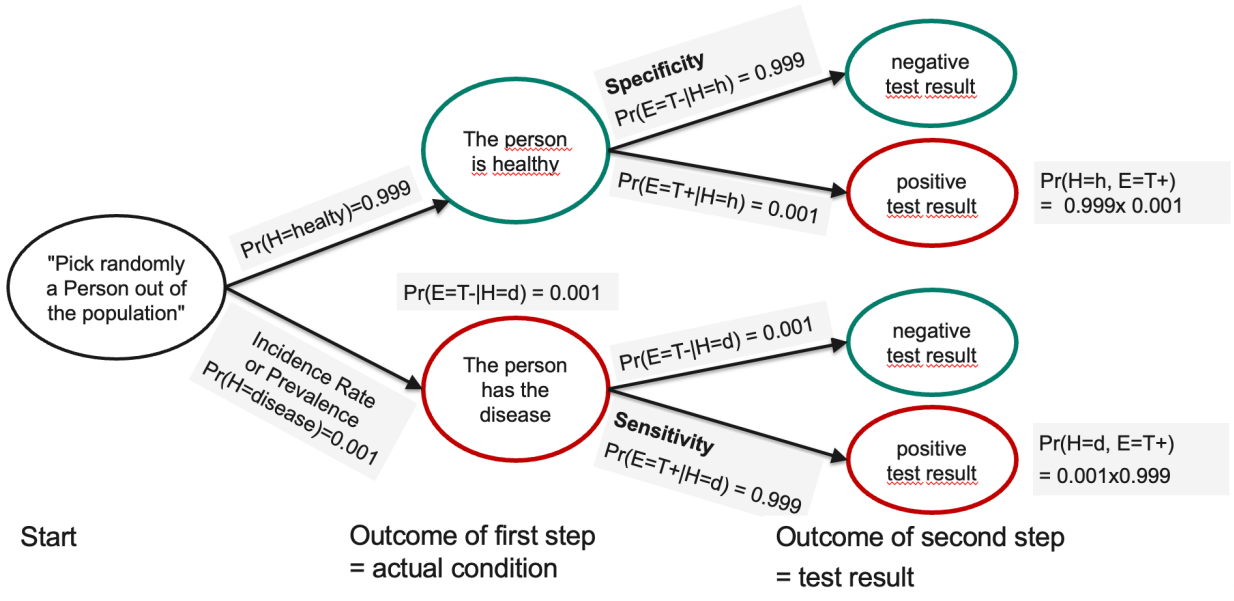 "Pick randomly
a Person out of
the population"
Pr(H=healty)=0.999
Incidence Rate
or Prevalence
Pr(H=disease)=0.001
The person
is healthy
Pr(E=T-|H=d) = 0.001
The person
has the
disease
Specificity
Pr(E=T-|H=h) = 0.999
Pr(E=T+|H=h) = 0.001
Pr(E=T-|H=d) = 0.001
Sensitivity
Pr(E=T+|H=d) = 0.999
negative
test result
positive
test result
Pr(H=h, E=T+)
= 0.999x 0.001
negative
test result
positive
test result
Pr(H=d, E=T+)
= 0.001x0.999
Start
Outcome of first step
= actual condition
Outcome of second step
= test result